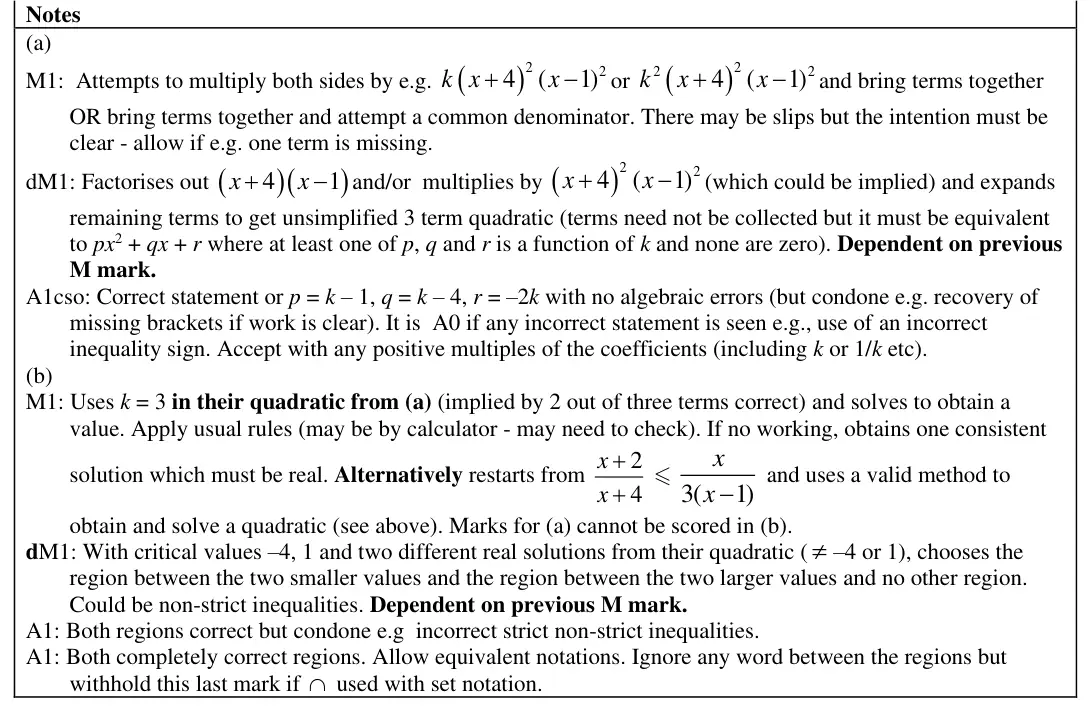 Notes
(a)
M1: Attempts to multiply both sides by e.g. k(x+4)²(x−1)² or k²(x+4)²(x−1)² and bring terms together
OR bring terms together and attempt a common denominator. There may be slips but the intention must be
clear - allow if e.g. one term is missing.
dM1: Factorises out (x+4)(x−1) and/or multiplies by (x+4)²(x−1)² (which could be implied) and expands
remaining terms to get unsimplified 3 term quadratic (terms need not be collected but it must be equivalent
to px² + qx + r where at least one of p, q and r is a function of k and none are zero). Dependent on previous
M mark.
A1cso: Correct statement or p = k – 1, q = k – 4, r = –2k with no algebraic errors (but condone e.g. recovery of
missing brackets if work is clear). It is A0 if any incorrect statement is seen e.g., use of an incorrect
inequality sign. Accept with any positive multiples of the coefficients (including k or 1/k etc).
(b)
M1: Uses k = 3 in their quadratic from (a) (implied by 2 out of three terms correct) and solves to obtain a
value. Apply usual rules (may be by calculator - may need to check). If no working, obtains one consistent
solution which must be real. Alternatively restarts from (x+2)/(x+4) ⩽ x/(3(x−1)) and uses a valid method to
obtain and solve a quadratic (see above). Marks for (a) cannot be scored in (b).
dM1: With critical values –4, 1 and two different real solutions from their quadratic ( ≠ –4 or 1), chooses the
region between the two smaller values and the region between the two larger values and no other region.
Could be non-strict inequalities. Dependent on previous M mark.
A1: Both regions correct but condone e.g incorrect strict non-strict inequalities.
A1: Both completely correct regions. Allow equivalent notations. Ignore any word between the regions but
withhold this last mark if ∩ used with set notation.